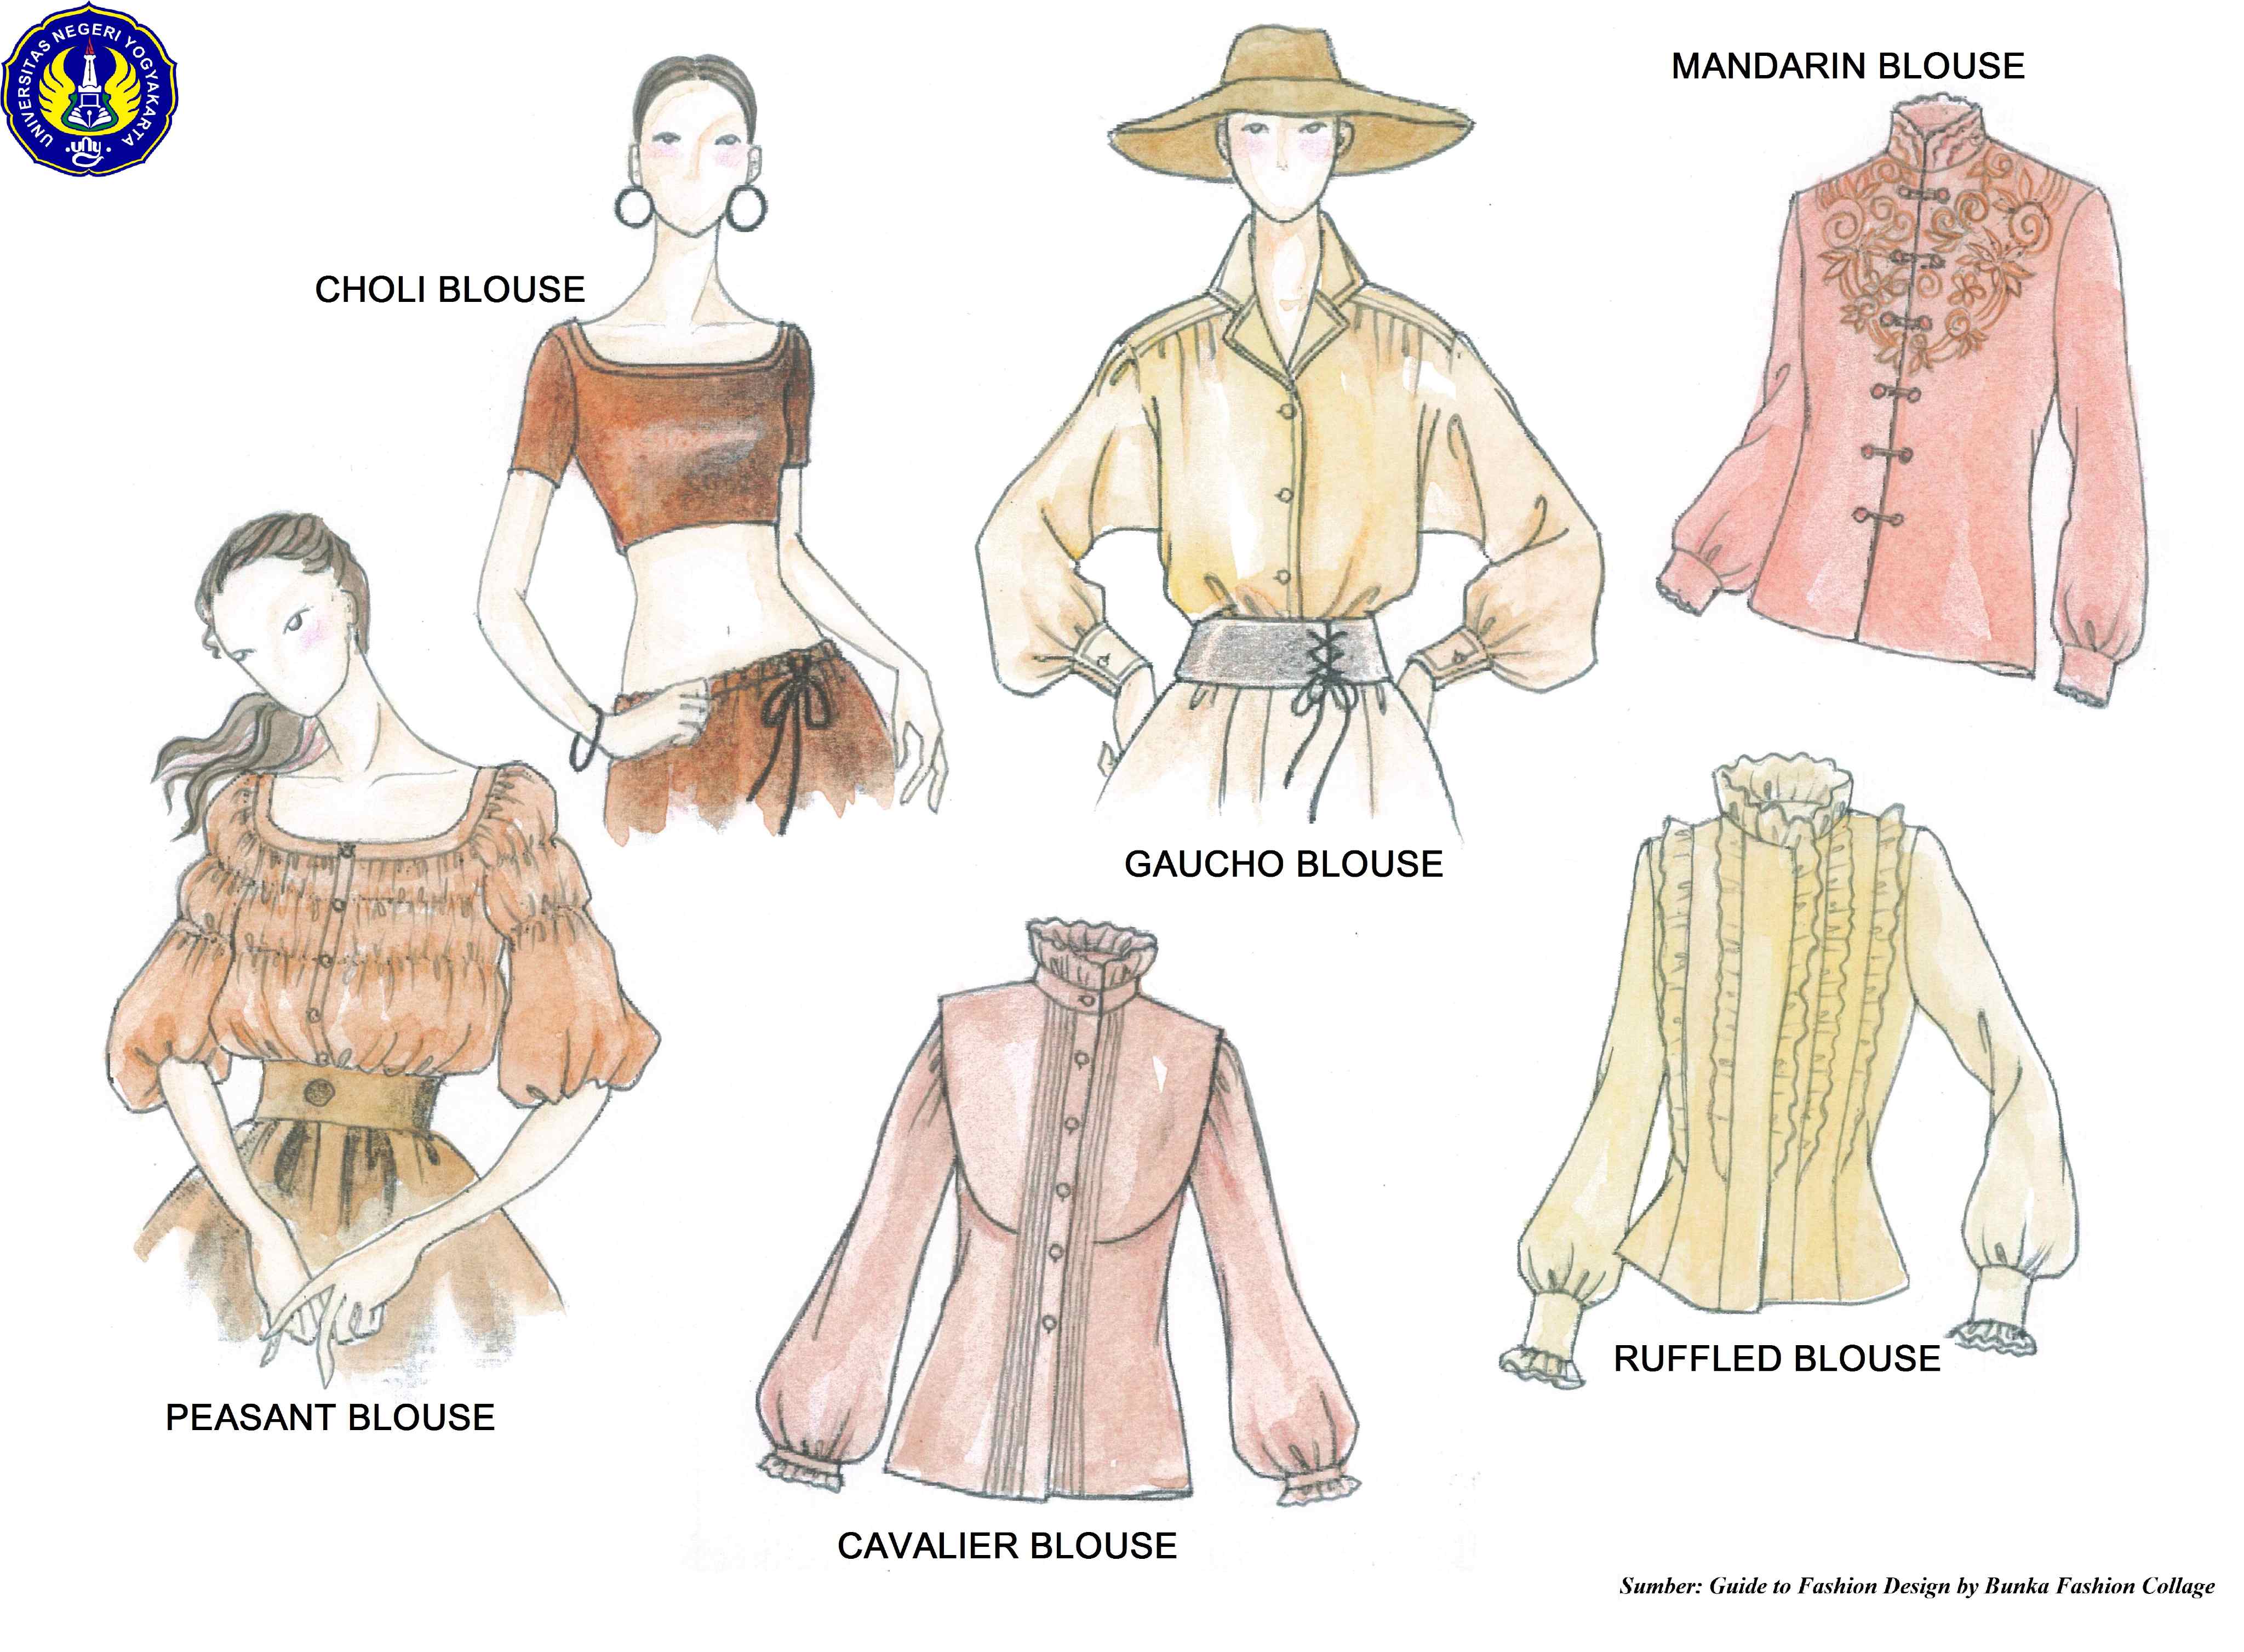 UNIVERSITAS NEGERI YOGYAKARTA
uny
MANDARIN BLOUSE
CHOLI BLOUSE
GAUCHO BLOUSE
RUFFLED BLOUSE
PEASANT BLOUSE
CAVALIER BLOUSE
Sumber: Guide to Fashion Design by Bunka Fashion Collage